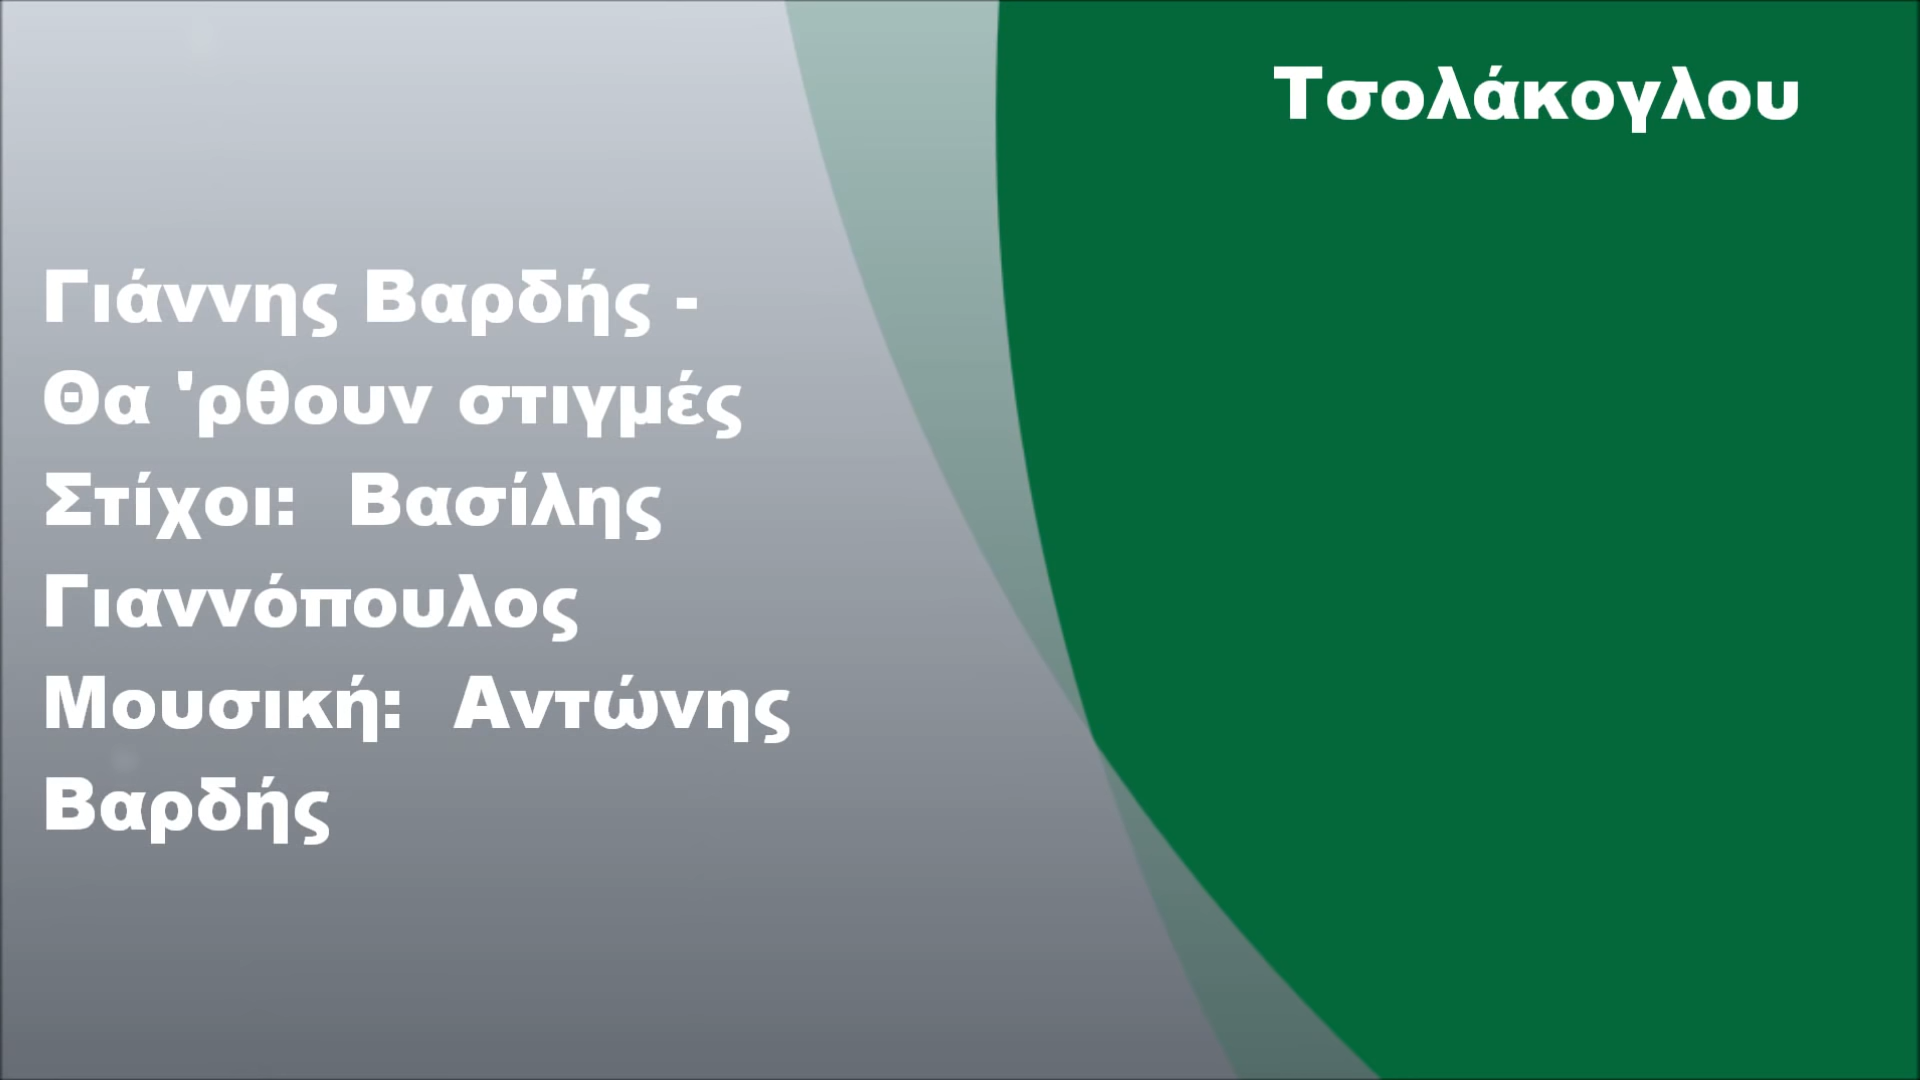 Τσολάκογλου
Γιάννης Βαρδής -
Θα 'ρθουν στιγμές
Στίχοι:  Βασίλης
Γιαννόπουλος
Μουσική:  Αντώνης
Βαρδής